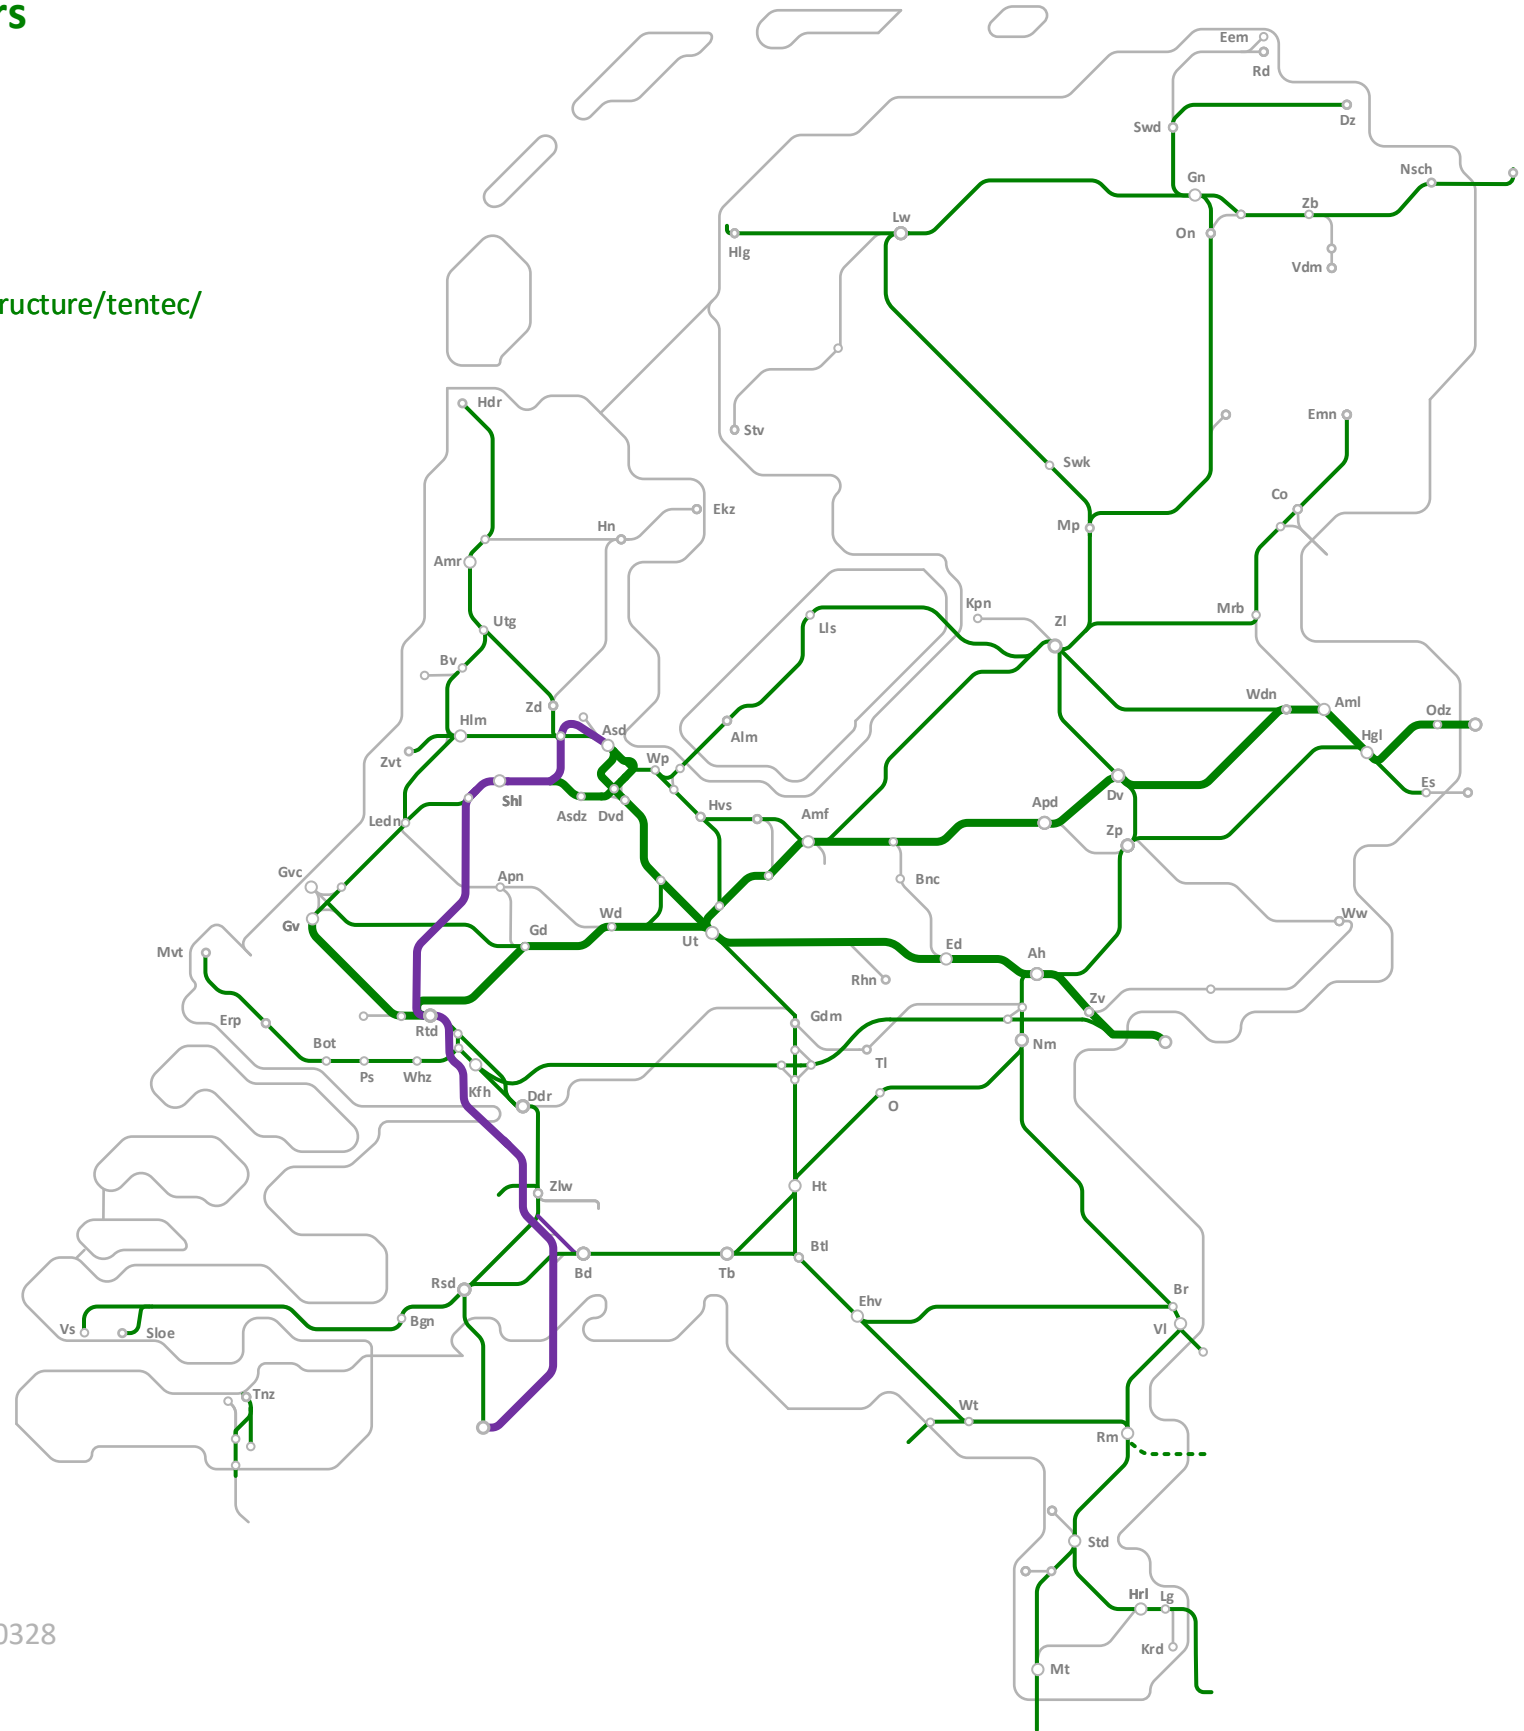 rs
Eem
Rd
Dz
Swd
Nsch
Gn
Zb
Lw
On
Hlg
Vdm
ructure/tentec/
Hdr
Emn
Stv
Swk
Co
Ekz
Hn
Mp
Amr
Kpn
Mrb
Utg
Lls
Zl
Bv
Wdn
Aml
Zd
Odz
Hlm
Asd
Alm
Hgl
Zvt
Wp
Es
Shl
Dv
Asdz
Dvd
Hvs
Amf
Apd
Ledn
Zp
Gvc
Apn
Bnc
Wd
Ww
Gv
Gd
Ut
Ed
Ah
Mvt
Rhn
Zv
Erp
Rtd
Gdm
Bot
Nm
Tl
Ps
Whz
Kfh
Ddr
O
Zlw
Ht
Btl
Rsd
Bd
Tb
Br
Ehv
Vs
Sloe
Bgn
Vl
Tnz
Wt
Rm
Std
Hrl
Lg
0328
Krd
Mt